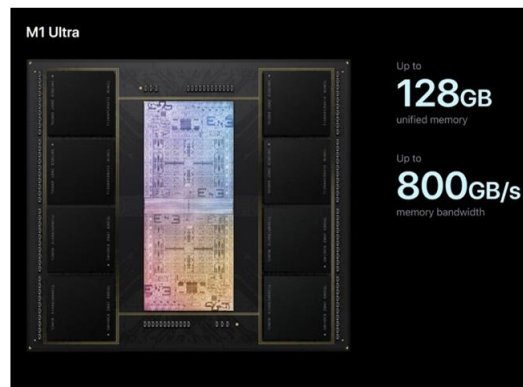 M1 Ultra
Up to
128GB
unified memory
Up to
800GB/s
memory bandwidth